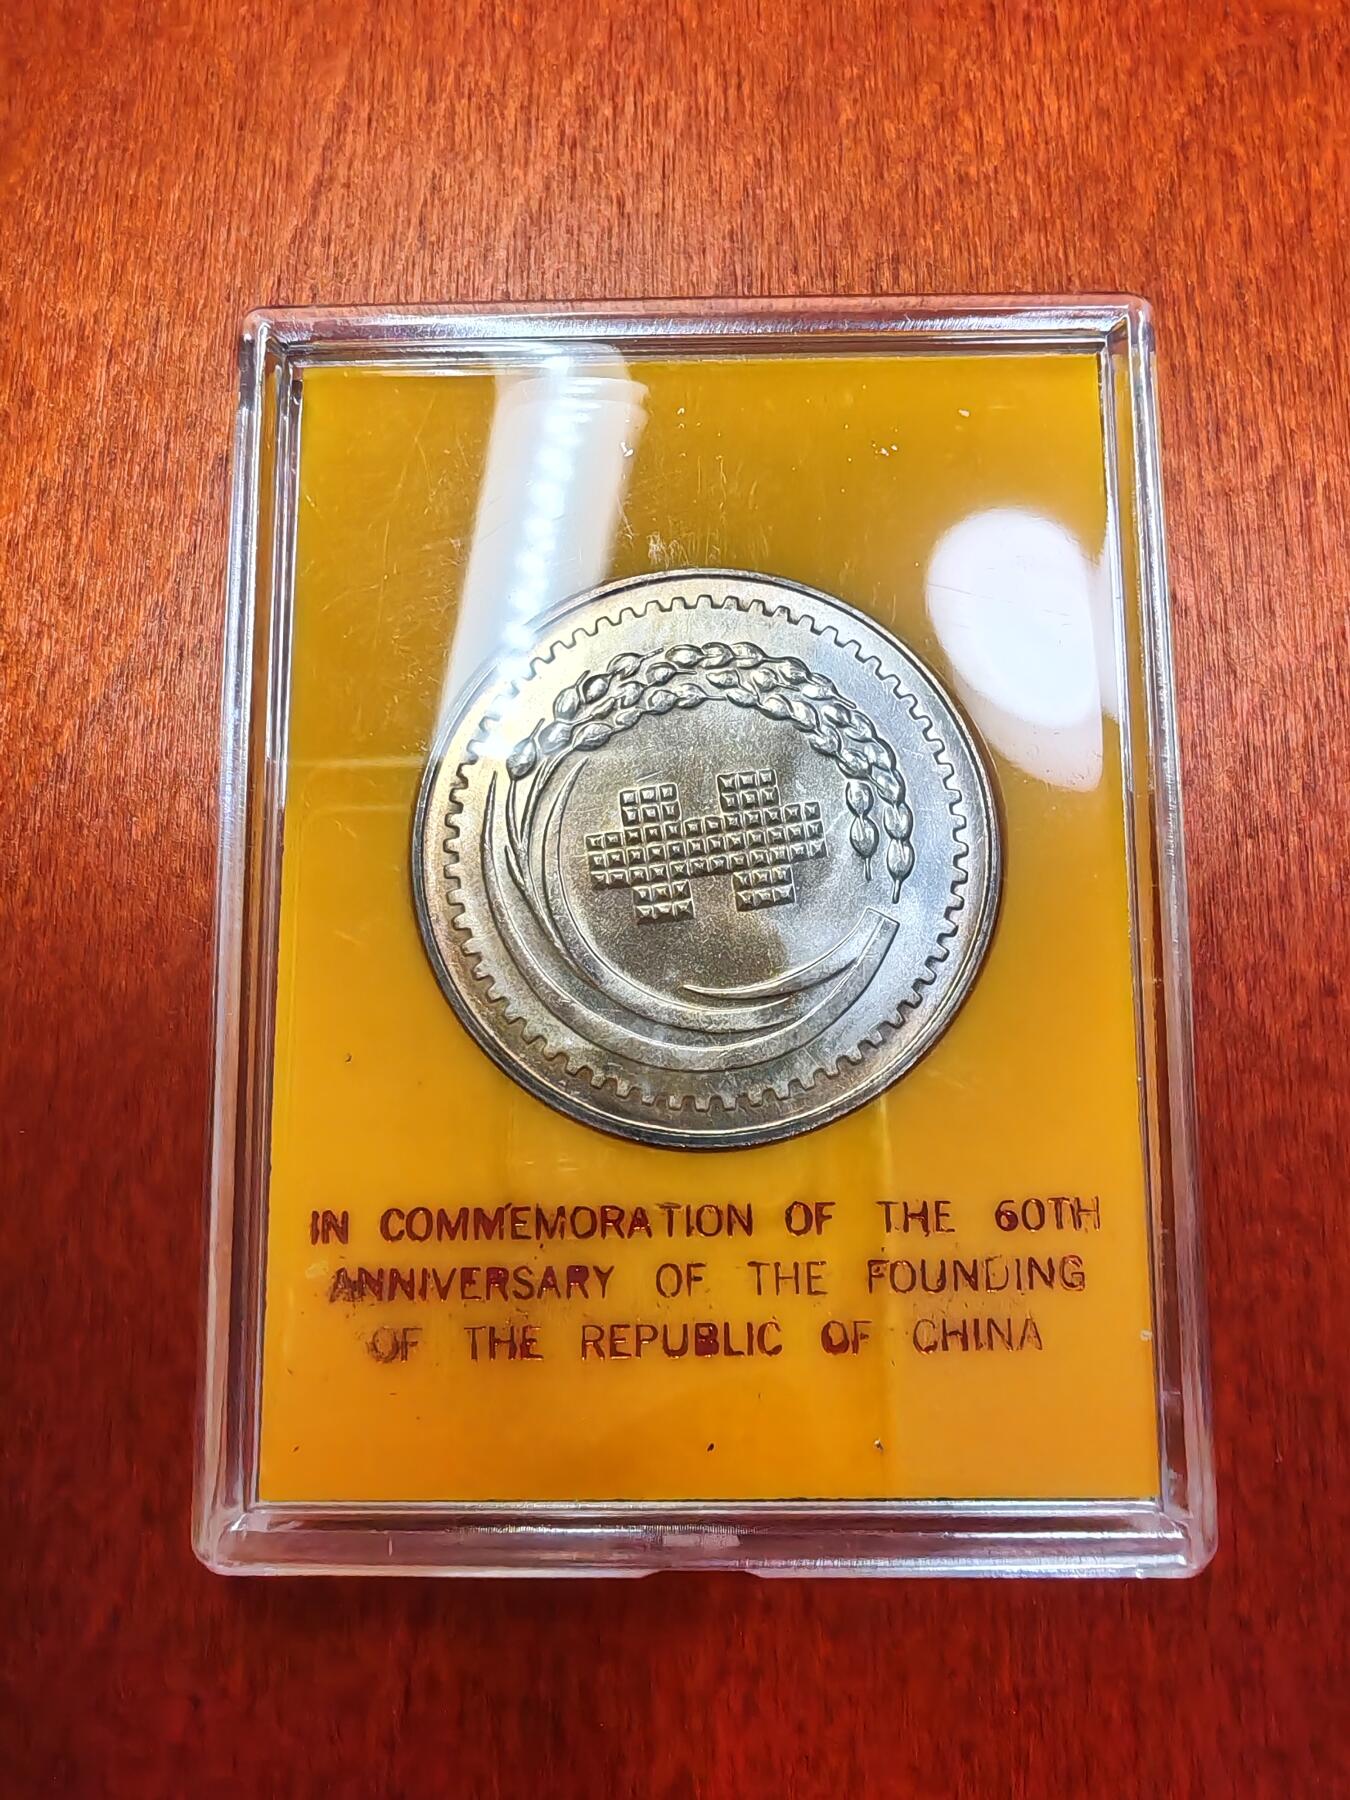 IN COMMEMORATION OF THE 60TH
ANNIVERSARY OF THE FOUNDING
OF THE REPUBLIC OF CHINA